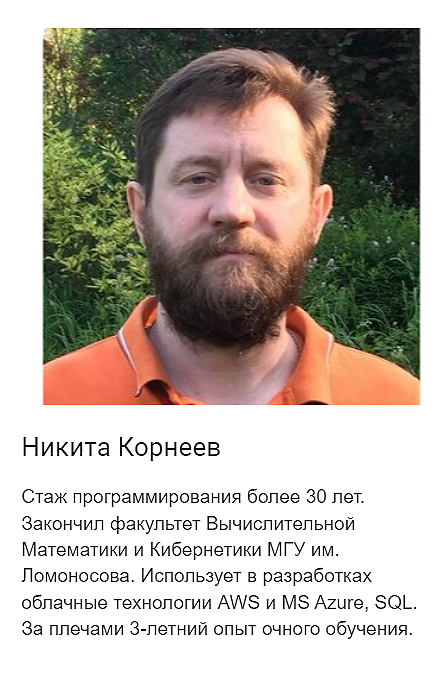 Никита Корнеев
Стаж программирования более 30 лет.
Закончил факультет Вычислительной
Математики и Кибернетики МГУ им.
Ломоносова. Использует в разработках
облачные технологии AWS и MS Azure, SQL.
За плечами 3-летний опыт очного обучения.